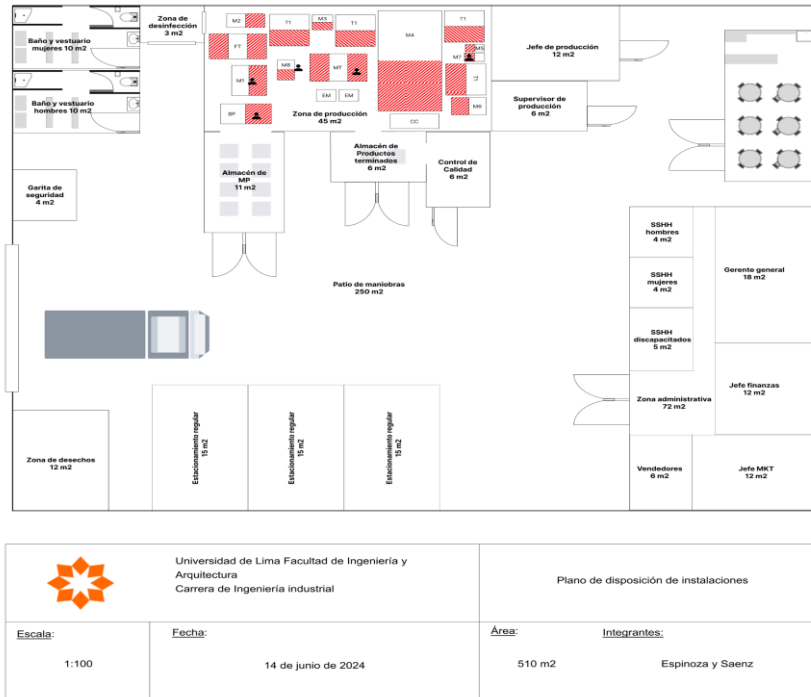 Baño y vestuario
mujeres 10 m2
Baño y vestuario
hombres 10 m2
Zona de
desinfección
3 m2
M2
T1
M3
T1
M4
T1
FT
M5
M7
M1
M8
MT
T1
EM
EM
M6
BP
CC
Zona de producción
45 m2
Jefe de producción
12 m2
Supervisor de
producción
6 m2
Garita de
seguridad
4 m2
Almacén de
MP
11 m2
Almacén de
Productos
terminados
6 m2
Control de
Calidad
6 m2
Patio de maniobras
250 m2
SSHH
hombres
4 m2
SSHH
mujeres
4 m2
SSHH
discapacitados
5 m2
Gerente general
18 m2
Zona administrativa
72 m2
Jefe finanzas
12 m2
Vendedores
6 m2
Jefe MKT
12 m2
Zona de desechos
12 m2
Estacionamiento regular
15 m2
Estacionamiento regular
15 m2
Estacionamiento regular
15 m2
Universidad de Lima Facultad de Ingeniería y
Arquitectura
Carrera de Ingeniería industrial
Plano de disposición de instalaciones
Escala:
1:100
Fecha:
14 de junio de 2024
Área:
510 m2
Integrantes:
Espinoza y Saenz